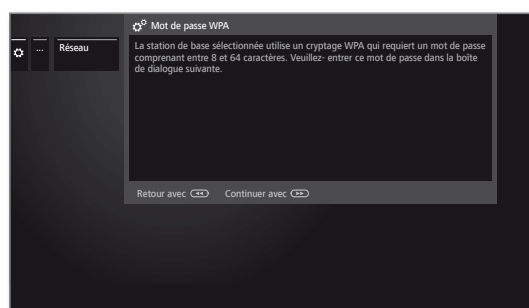 Mot de passe WPA
... Réseau
La station de base sélectionnée utilise un cryptage WPA qui requiert un mot de passe
comprenant entre 8 et 64 caractères. Veuillez- entrer ce mot de passe dans la boîte
de dialogue suivante.
Retour avec Continuer avec